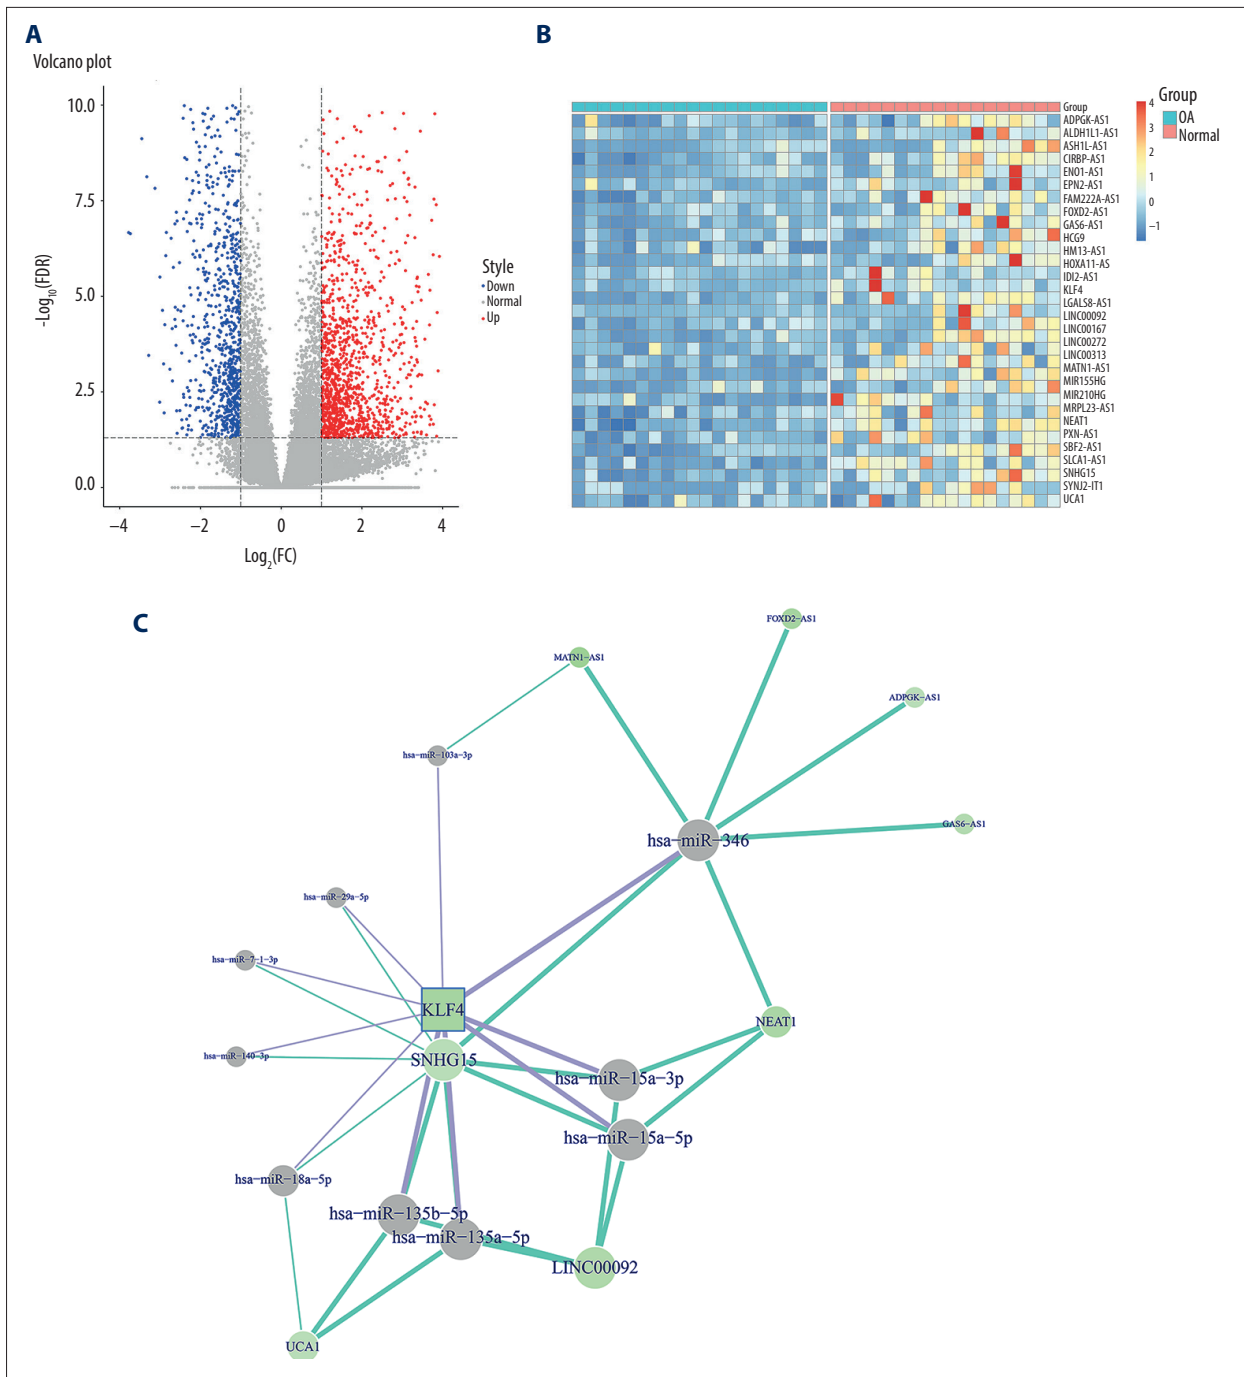 A
Volcano plot
10.0
7.5
5.0
2.5
0.0
-Log10(FDR)
−4
−2
0
2
4
Log2(FC)
Style
Down
Normal
Up
B
Group
ADPGK-AS1
ALDH1L1-AS1
ASH1L-AS1
CIRBP-AS1
ENO1-AS1
EPN2-AS1
FAM222A-AS1
FOXD2-AS1
GAS6-AS1
HCG9
HM13-AS1
HOXA11-AS
IDI2-AS1
KLF4
LGALS8-AS1
LINC00092
LINC00167
LINC00272
LINC00313
MATN1-AS1
MIR155HG
MIR210HG
MRPL23-AS1
NEAT1
PXN-AS1
SBF2-AS1
SLCA1-AS1
SNHG15
SYNJ2-IT1
UCA1
4
3
2
1
0
−1
Group
OA
Normal
C
FOXD2−AS1
MATN1−AS1
ADPGK−AS1
hsa−miR−103a−3p
GAS6−AS1
hsa−miR−346
hsa−miR−29a−5p
hsa−miR−7−1−3p
KLF4
NEAT1
hsa−miR−140−3p
SNHG15
hsa−miR−15a−3p
hsa−miR−15a−5p
hsa−miR−18a−5p
hsa−miR−135b−5p
hsa−miR−135a−5p
LINC00092
UCA1